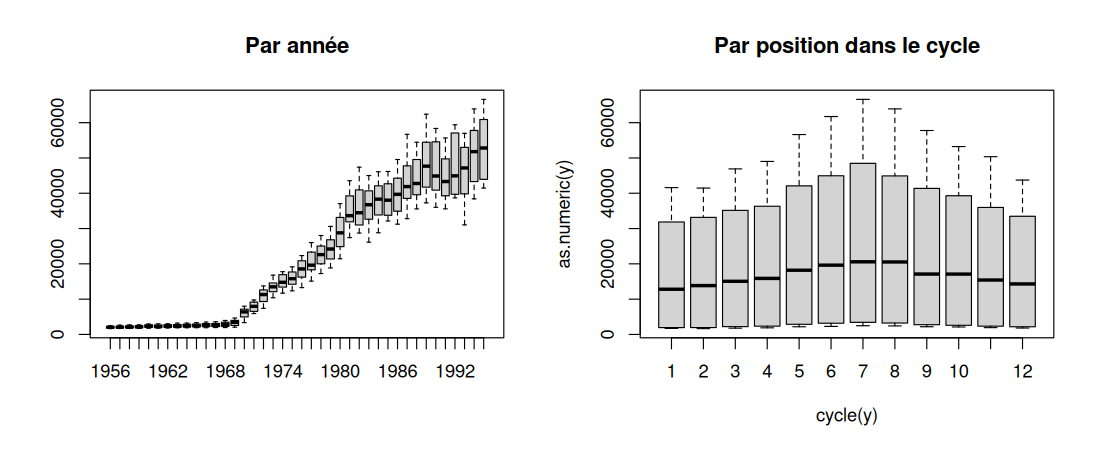 Par année
0 20000 40000 60000
1956 1962 1968 1974 1980 1986 1992
Par position dans le cycle
as.numeric(y)
0 20000 40000 60000
1 2 3 4 5 6 7 8 9 10 12
cycle(y)